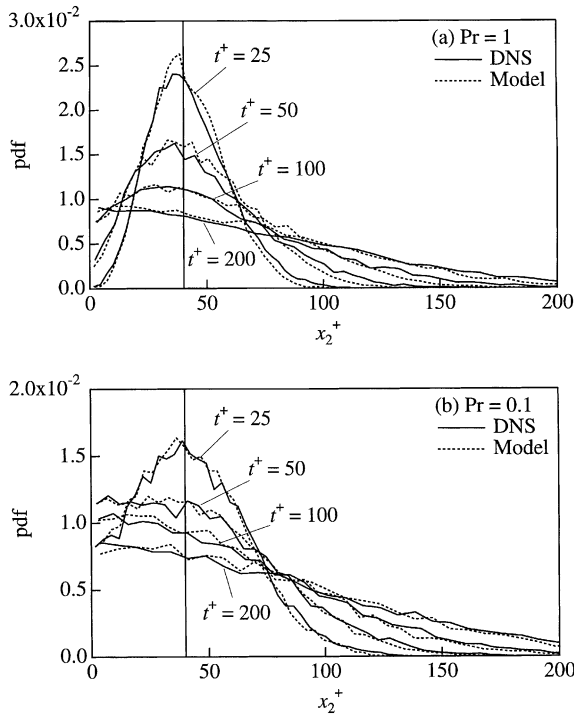 3.0x10⁻²
2.5
2.0
1.5
1.0
0.5
0.0
pdf
(a) Pr = 1
DNS
Model
t⁺ = 25
t⁺ = 50
t⁺ = 100
t⁺ = 200
0 50 100 150 200
x₂⁺
2.0x10⁻²
1.5
1.0
0.5
0.0
pdf
(b) Pr = 0.1
DNS
Model
t⁺ = 25
t⁺ = 50
t⁺ = 100
t⁺ = 200
0 50 100 150 200
x₂⁺